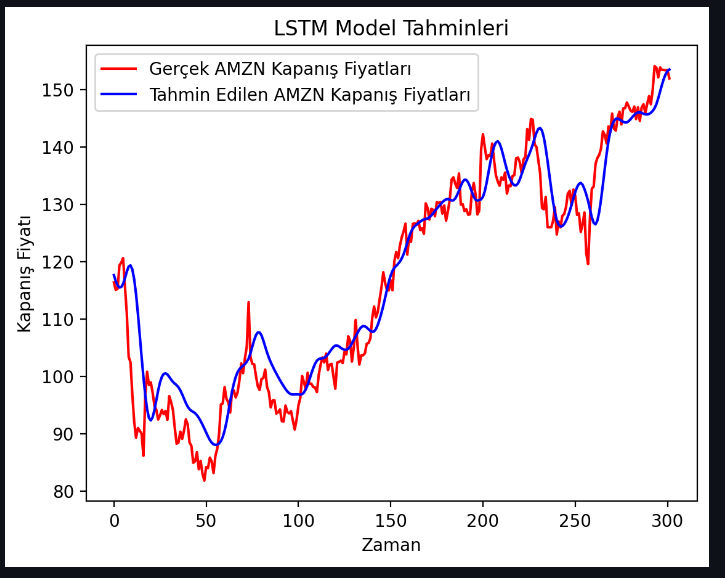 LSTM Model Tahminleri
Gerçek AMZN Kapanış Fiyatları
Tahmin Edilen AMZN Kapanış Fiyatları
Kapanış Fiyatı
150
140
130
120
110
100
90
80
0 50 100 150 200 250 300
Zaman